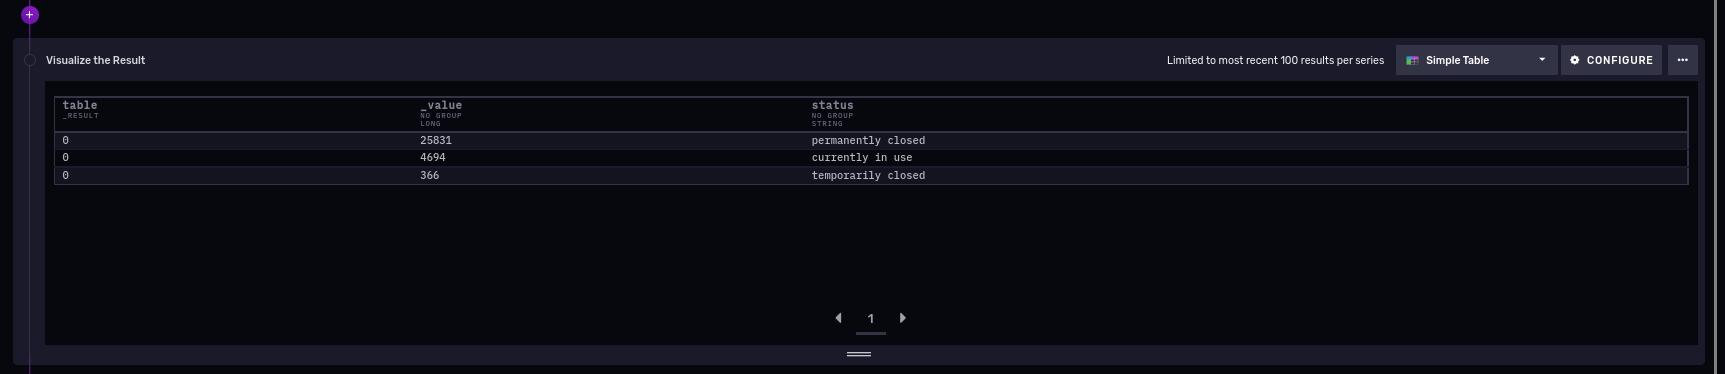 +
Visualize the Result
Limited to most recent 100 results per series
Simple Table
CONFIGURE
table _value status
_RESULT NO GROUP NO GROUP
LONG STRING
0 25831 permanently closed
0 4694 currently in use
0 366 temporarily closed
1